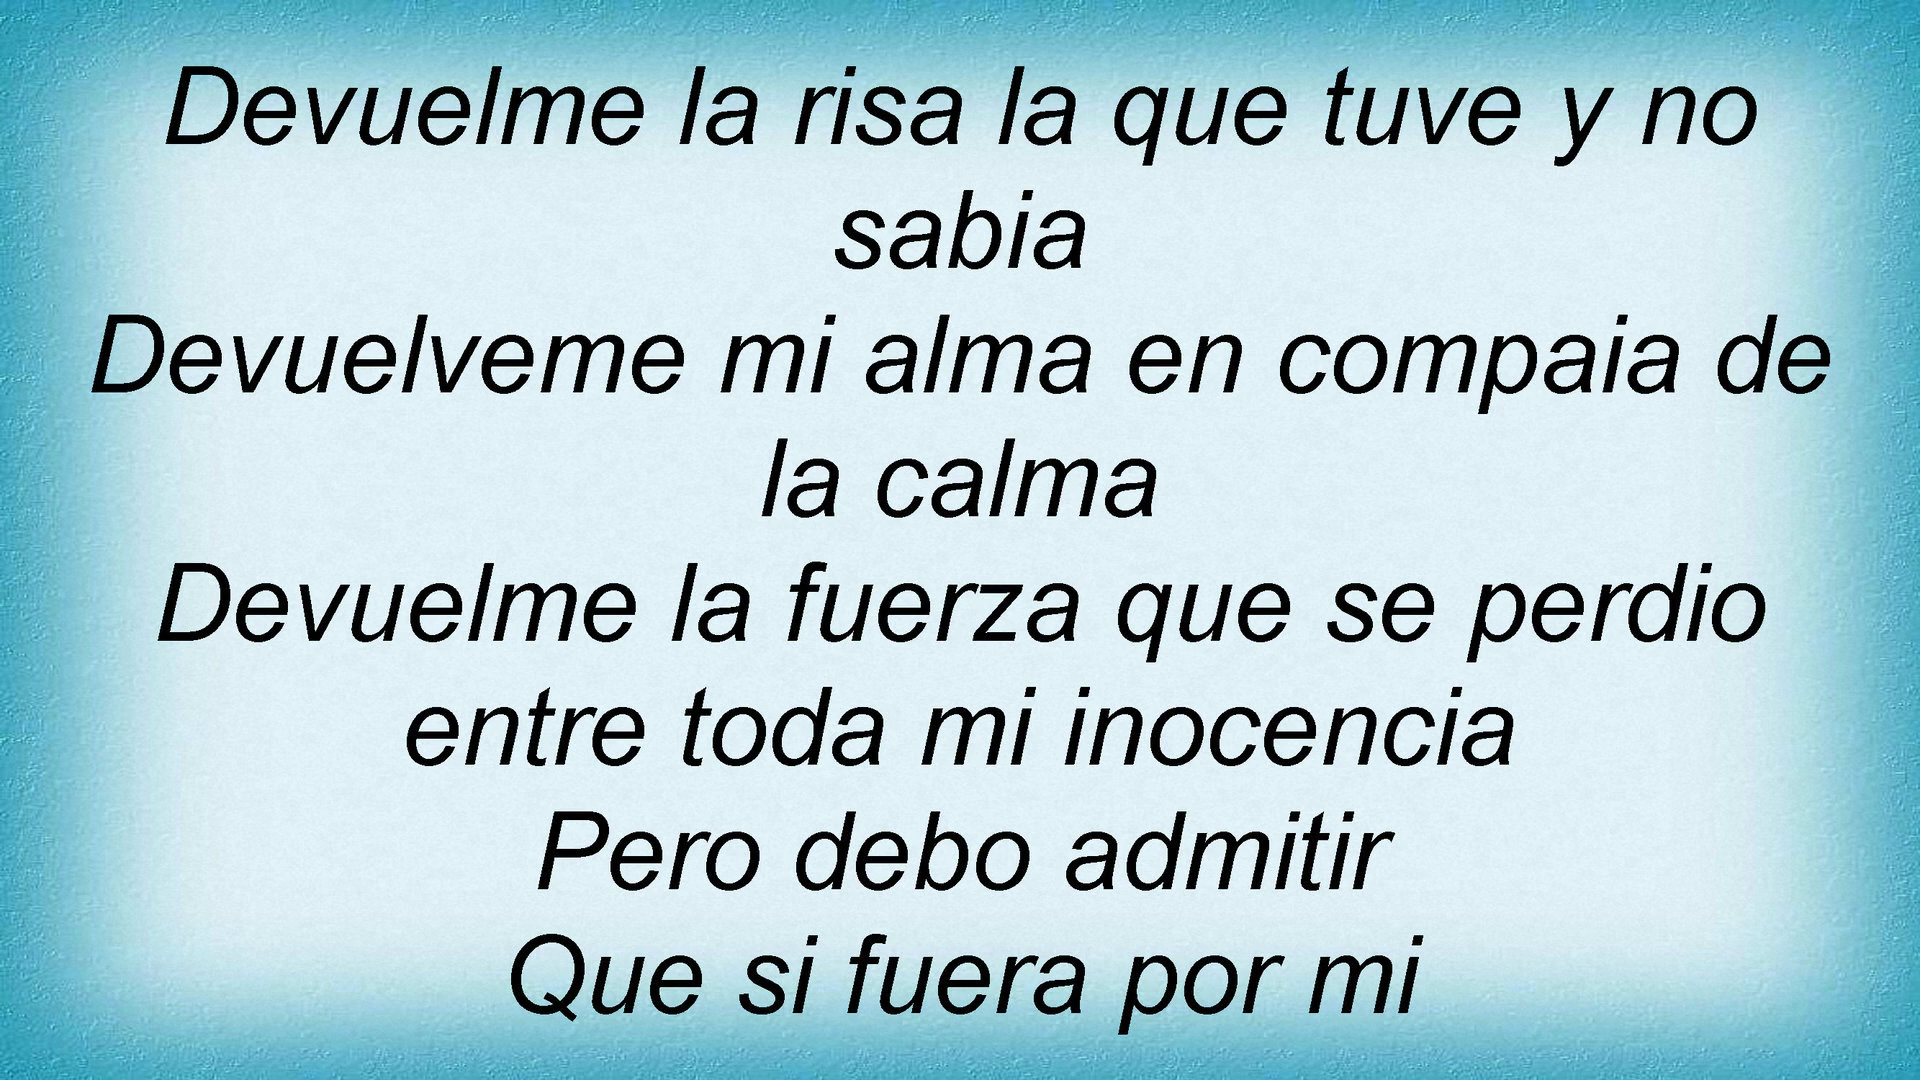 Devuelme la risa la que tuve y no
sabia
Devuelveme mi alma en compaia de
la calma
Devuelme la fuerza que se perdio
entre toda mi inocencia
Pero debo admitir
Que si fuera por mi